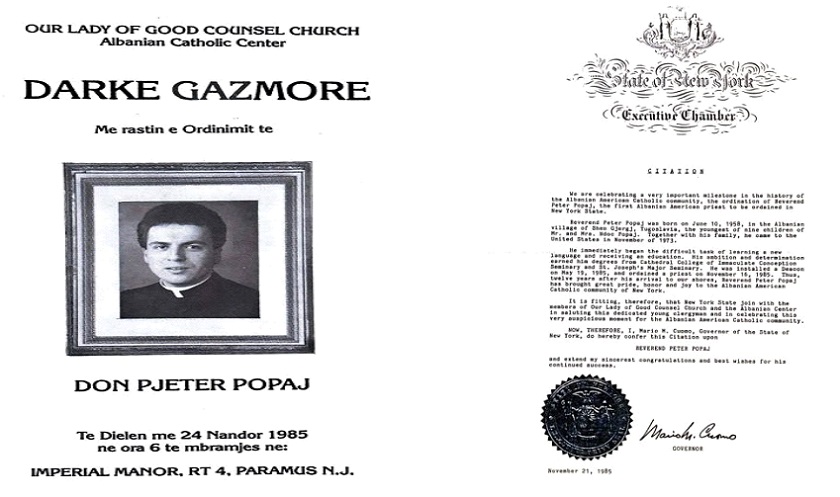 OUR LADY OF GOOD COUNSEL CHURCH
Albanian Catholic Center
DARKE GAZMORE
Me rastin e Ordinimit te
DON PJETER POPAJ
Te Dielen me 24 Nandor 1985
ne ora 6 te mbramjes ne:
IMPERIAL MANOR, RT 4, PARAMUS N.J.
State of New York
Executive Chamber
CITATION
We are celebrating a very important milestone in the history of
the Albanian American Catholic community, the ordination of Reverend
Peter Popaj, the first Albanian American priest to be ordained in
New York State.
Reverend Peter Popaj was born on June 10, 1958, in the Albanian
village of Shen Gjergj, Yugoslavia, the youngest of nine children of
Mr. and Mrs. Ndoc Popaj. Together with his family, he came to the
United States in November of 1973.
He immediately began the difficult task of learning a new
language and receiving an education. His ambition and determination
earned him degrees from Cathedral College of Immaculate Conception
Seminary and St. Joseph's Major Seminary. He was installed a Deacon
on May 19, 1985, and ordained a priest on November 16, 1985. Thus,
twelve years after his arrival to our shores, Reverend Peter Popaj
has brought great pride, honor and joy to the Albanian American
Catholic community of New York.
It is fitting, therefore, that New York State join with the
members of Our Lady of Good Counsel Church and the Albanian Center
in saluting this dedicated young clergyman and in celebrating this
very auspicious moment for the Albanian American Catholic community.
NOW, THEREFORE, I, Mario M. Cuomo, Governor of the State of
New York, do hereby confer this Citation upon
REVEREND PETER POPAJ
and extend my sincerest congratulations and best wishes for his
continued success.
Mario M. Cuomo
GOVERNOR
November 21, 1985